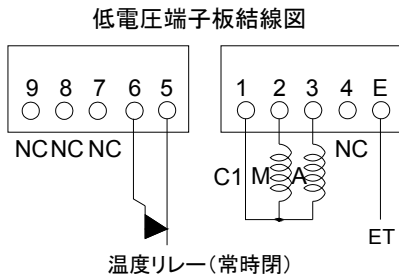 低電圧端子板結線図
9 8 7 6 5 1 2 3 4 E
NC NC NC NC
C1 M A
ET
温度リレー(常時閉)